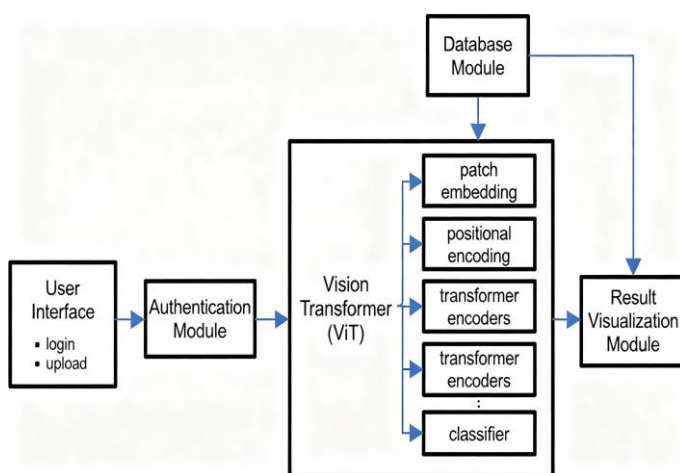 Database
Module
User
Interface
▪ login
▪ upload
Authentication
Module
Vision
Transformer
(ViT)
patch
embedding
positional
encoding
transformer
encoders
transformer
encoders
⋮
classifier
Result
Visualization
Module